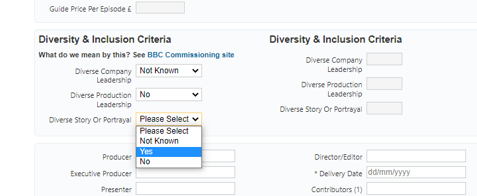 Guide Price Per Episode £
Diversity & Inclusion Criteria
What do we mean by this? See BBC Commissioning site
Diverse Company
Leadership
Not Known
Diverse Production
Leadership
No
Diverse Story Or Portrayal
Please Select
Please Select
Not Known
Yes
No
Diversity & Inclusion Criteria
Diverse Company
Leadership
Diverse Production
Leadership
Diverse Story Or Portrayal
Producer
Executive Producer
Presenter
Director/Editor
* Delivery Date
dd/mm/yyyy
Contributors (1)